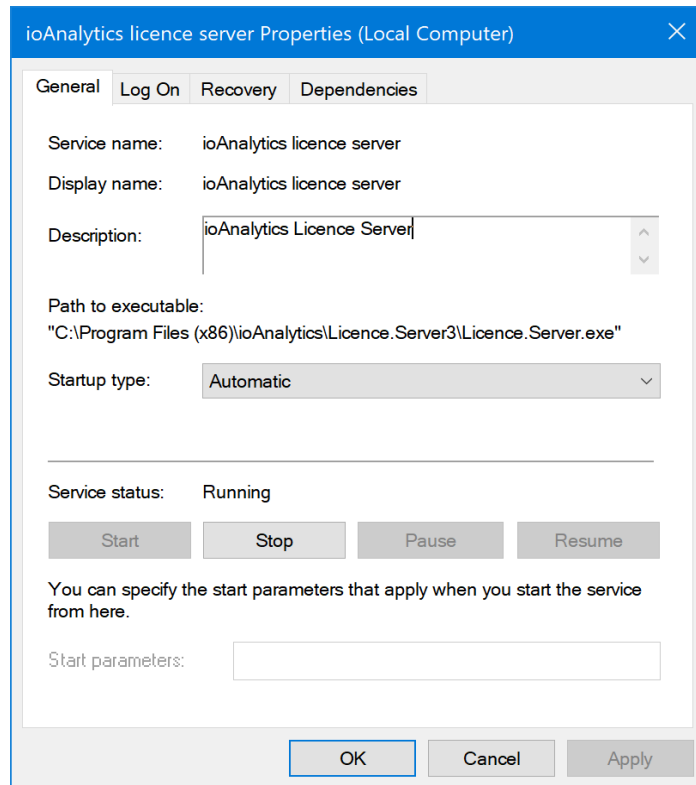 ioAnalytics licence server Properties (Local Computer)
General Log On Recovery Dependencies
Service name: ioAnalytics licence server
Display name: ioAnalytics licence server
Description: ioAnalytics Licence Server
Path to executable:
"C:\Program Files (x86)\ioAnalytics\Licence.Server3\Licence.Server.exe"
Startup type: Automatic
Service status: Running
Start Stop Pause Resume
You can specify the start parameters that apply when you start the service
from here.
Start parameters:
OK Cancel Apply